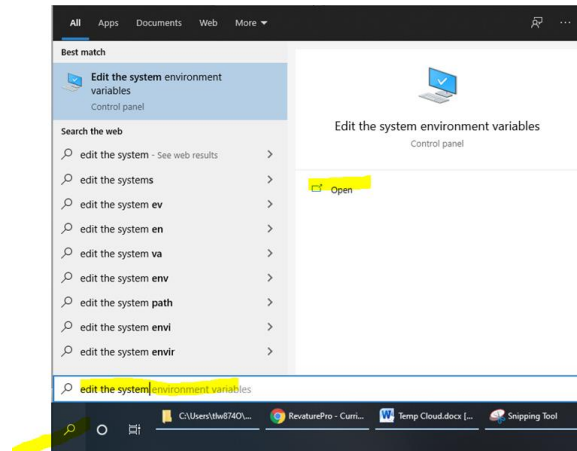 All Apps Documents Web More
Best match
Edit the system environment
variables
Control panel
Search the web
edit the system - See web results
edit the systems
edit the system ev
edit the system en
edit the system va
edit the system env
edit the system path
edit the system envi
edit the system envir
Edit the system environment variables
Control panel
Open
edit the system environment variables
C:\Users\tlw874O\... RevaturePro - Curri... Temp Cloud.docx [... Snipping Tool